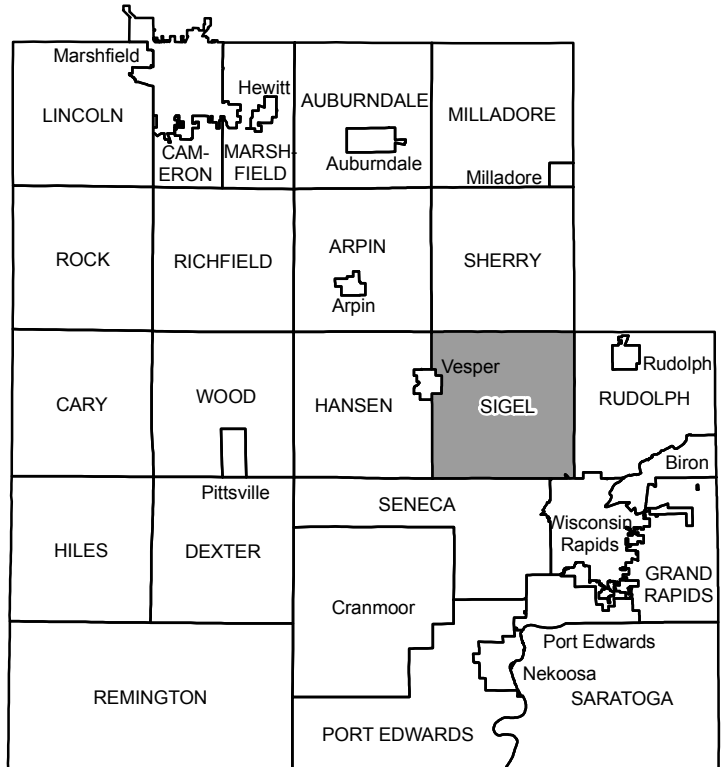 Marshfield
LINCOLN
Hewitt
AUBURNDALE
MILLADORE
CAM-
ERON
MARSH-
FIELD
Auburndale
Milladore
ROCK
RICHFIELD
ARPIN
SHERRY
Arpin
CARY
WOOD
HANSEN
Vesper
SIGEL
Rudolph
RUDOLPH
Biron
Pittsville
SENECA
Wisconsin
Rapids
HILES
DEXTER
GRAND
RAPIDS
Cranmoor
Port Edwards
Nekoosa
SARATOGA
REMINGTON
PORT EDWARDS